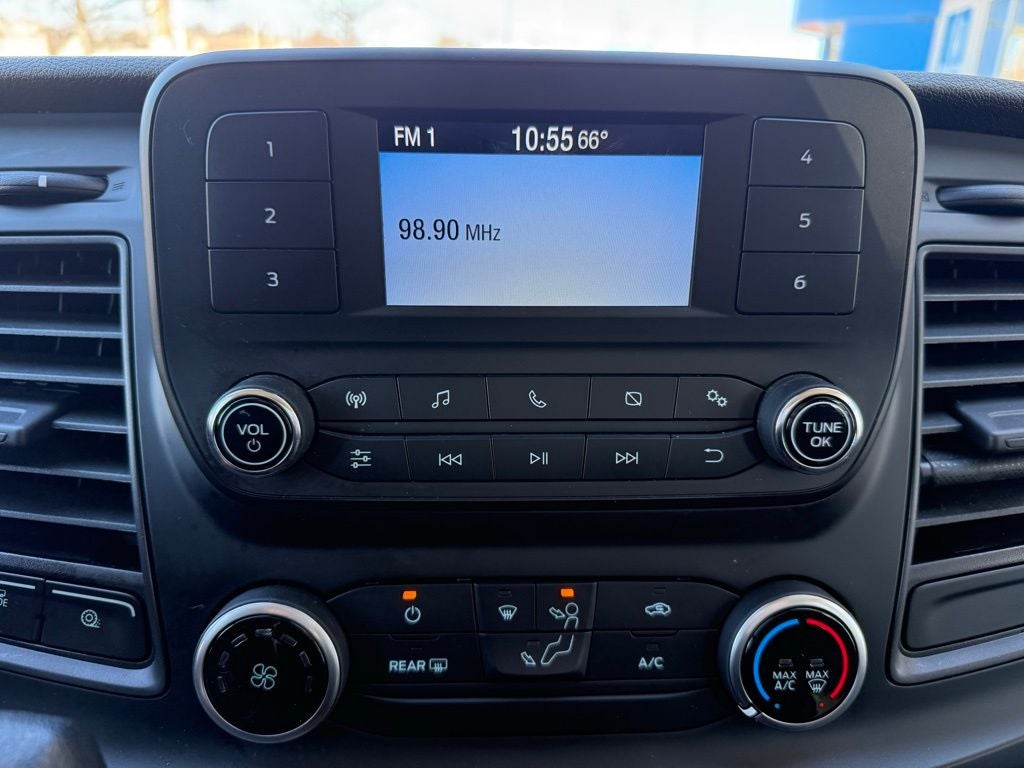 FM 1 10:55 66°
98.90 MHz
1
2
3
4
5
6
VOL
TUNE
OK
REAR
A/C
MAX
A/C
MAX